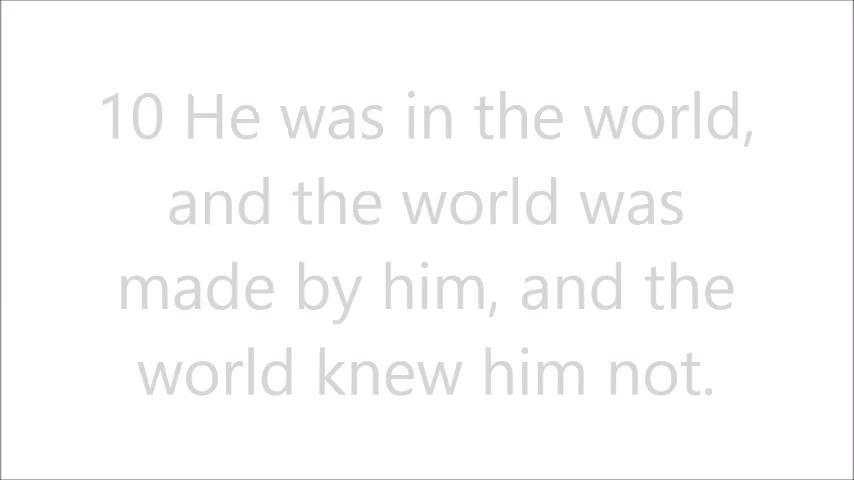 10 He was in the world,
and the world was
made by him, and the
world knew him not.